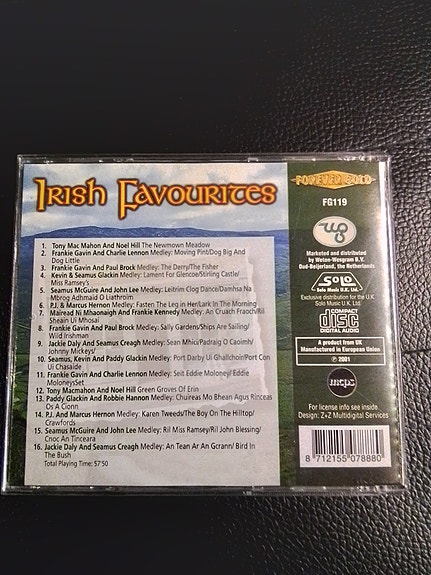 Irish Favourites
1. Tony Mac Mahon And Noel Hill The Newmown Meadow
2. Frankie Gavin And Charlie Lennon Medley: Moving Pint/Dog Big And
Dog Little
3. Frankie Gavin And Paul Brock Medley: The Derry/The Fisher
4. Kevin & Seamus Glackin Medley: Lament For Glencoe/Stirling Castle/
Miss Ramsey's
5. Seamus McGuire And John Lee Medley: Leitrim Clog Dance/Damhsa Na
Mbrog Adhmaid O Liathroim
6. P.J. & Marcus Hernon Medley: Fasten The Leg in Her/Lark In The Morning
7. Mairead Ni Mhaonaigh And Frankie Kennedy Medley: An Cruach Fraoch/Ril
Sheain Ui Mhosai
8. Frankie Gavin And Paul Brock Medley: Sally Gardens/Ships Are Sailing/
Wild Irishman
9. Jackie Daly And Seamus Creagh Medley: Sean Mhici/Padraig O Caoimh/
Johnny Mickeys/
10. Seamus, Kevin And Paddy Glackin Medley: Port Darby Ui Ghallchoir/Port Con
Ui Chasaide
11. Frankie Gavin And Charlie Lennon Medley: Seit Eddie Moloney/ Eddie
MoloneysSet
12. Tony Macmahon And Noel Hill Green Groves Of Erin
13. Paddy Glackin And Robbie Hannon Medley: Chuireas Mo Bhean Agus Rinceas
Os A Cionn
14. P.J. And Marcus Hernon Medley: Karen Tweeds/The Boy On The Hilltop/
Crawfords
15. Seamus McGuire And John Lee Medley: Ril Miss Ramsey/Ril John Blessing/
Cnoc An Tinceara
16. Jackie Daly And Seamus Creagh Medley: An Tean Ar An Gcrann/ Bird In
The Bush
Total Playing Time: 57'50
FOREVER GOLD
FG119
wg
Marketed and distributed
by Weton-Wesgram B.V.
Oud-Beijerland, the Netherlands
SOLO
Solo Music U.K. Ltd.
Exclusive distribution for the U.K.
Solo Music U.K. Ltd.
COMPACT
disc
DIGITAL AUDIO
A product from UK
Manufactured in European Union
℗ 2001
mcps
For license info see inside
Design: Z+Z Multidigital Services
8 712155 078880